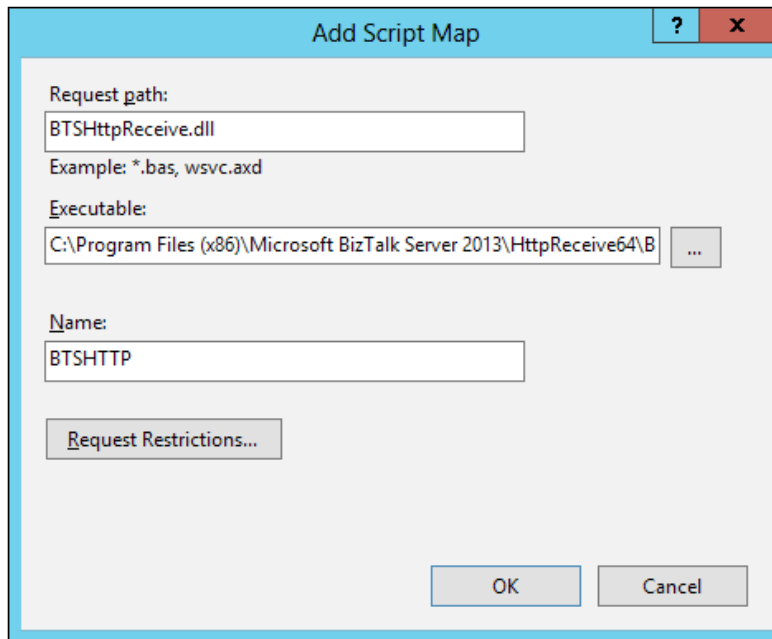 Add Script Map
?
x
Request path:
BTSHttpReceive.dll
Example: *.bas, wsvc.axd
Executable:
C:\Program Files (x86)\Microsoft BizTalk Server 2013\HttpReceive64\B
...
Name:
BTSHTTP
Request Restrictions...
OK
Cancel